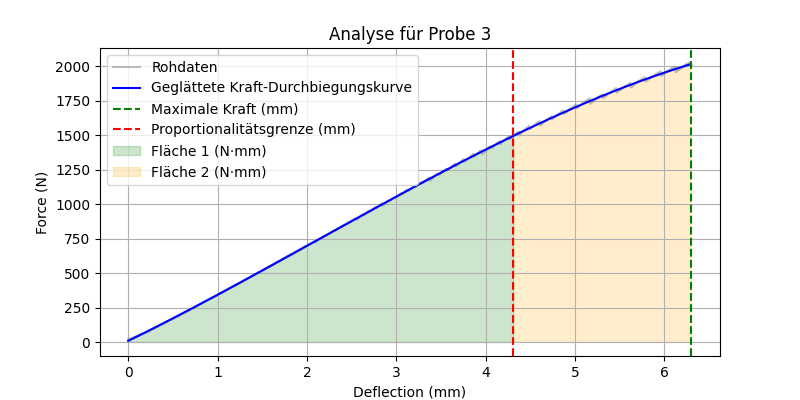 Analyse für Probe 3
Rohdaten
Geglättete Kraft-Durchbiegungskurve
Maximale Kraft (mm)
Proportionalitätsgrenze (mm)
Fläche 1 (N·mm)
Fläche 2 (N·mm)
Force (N)
2000
1750
1500
1250
1000
750
500
250
0
0 1 2 3 4 5 6
Deflection (mm)